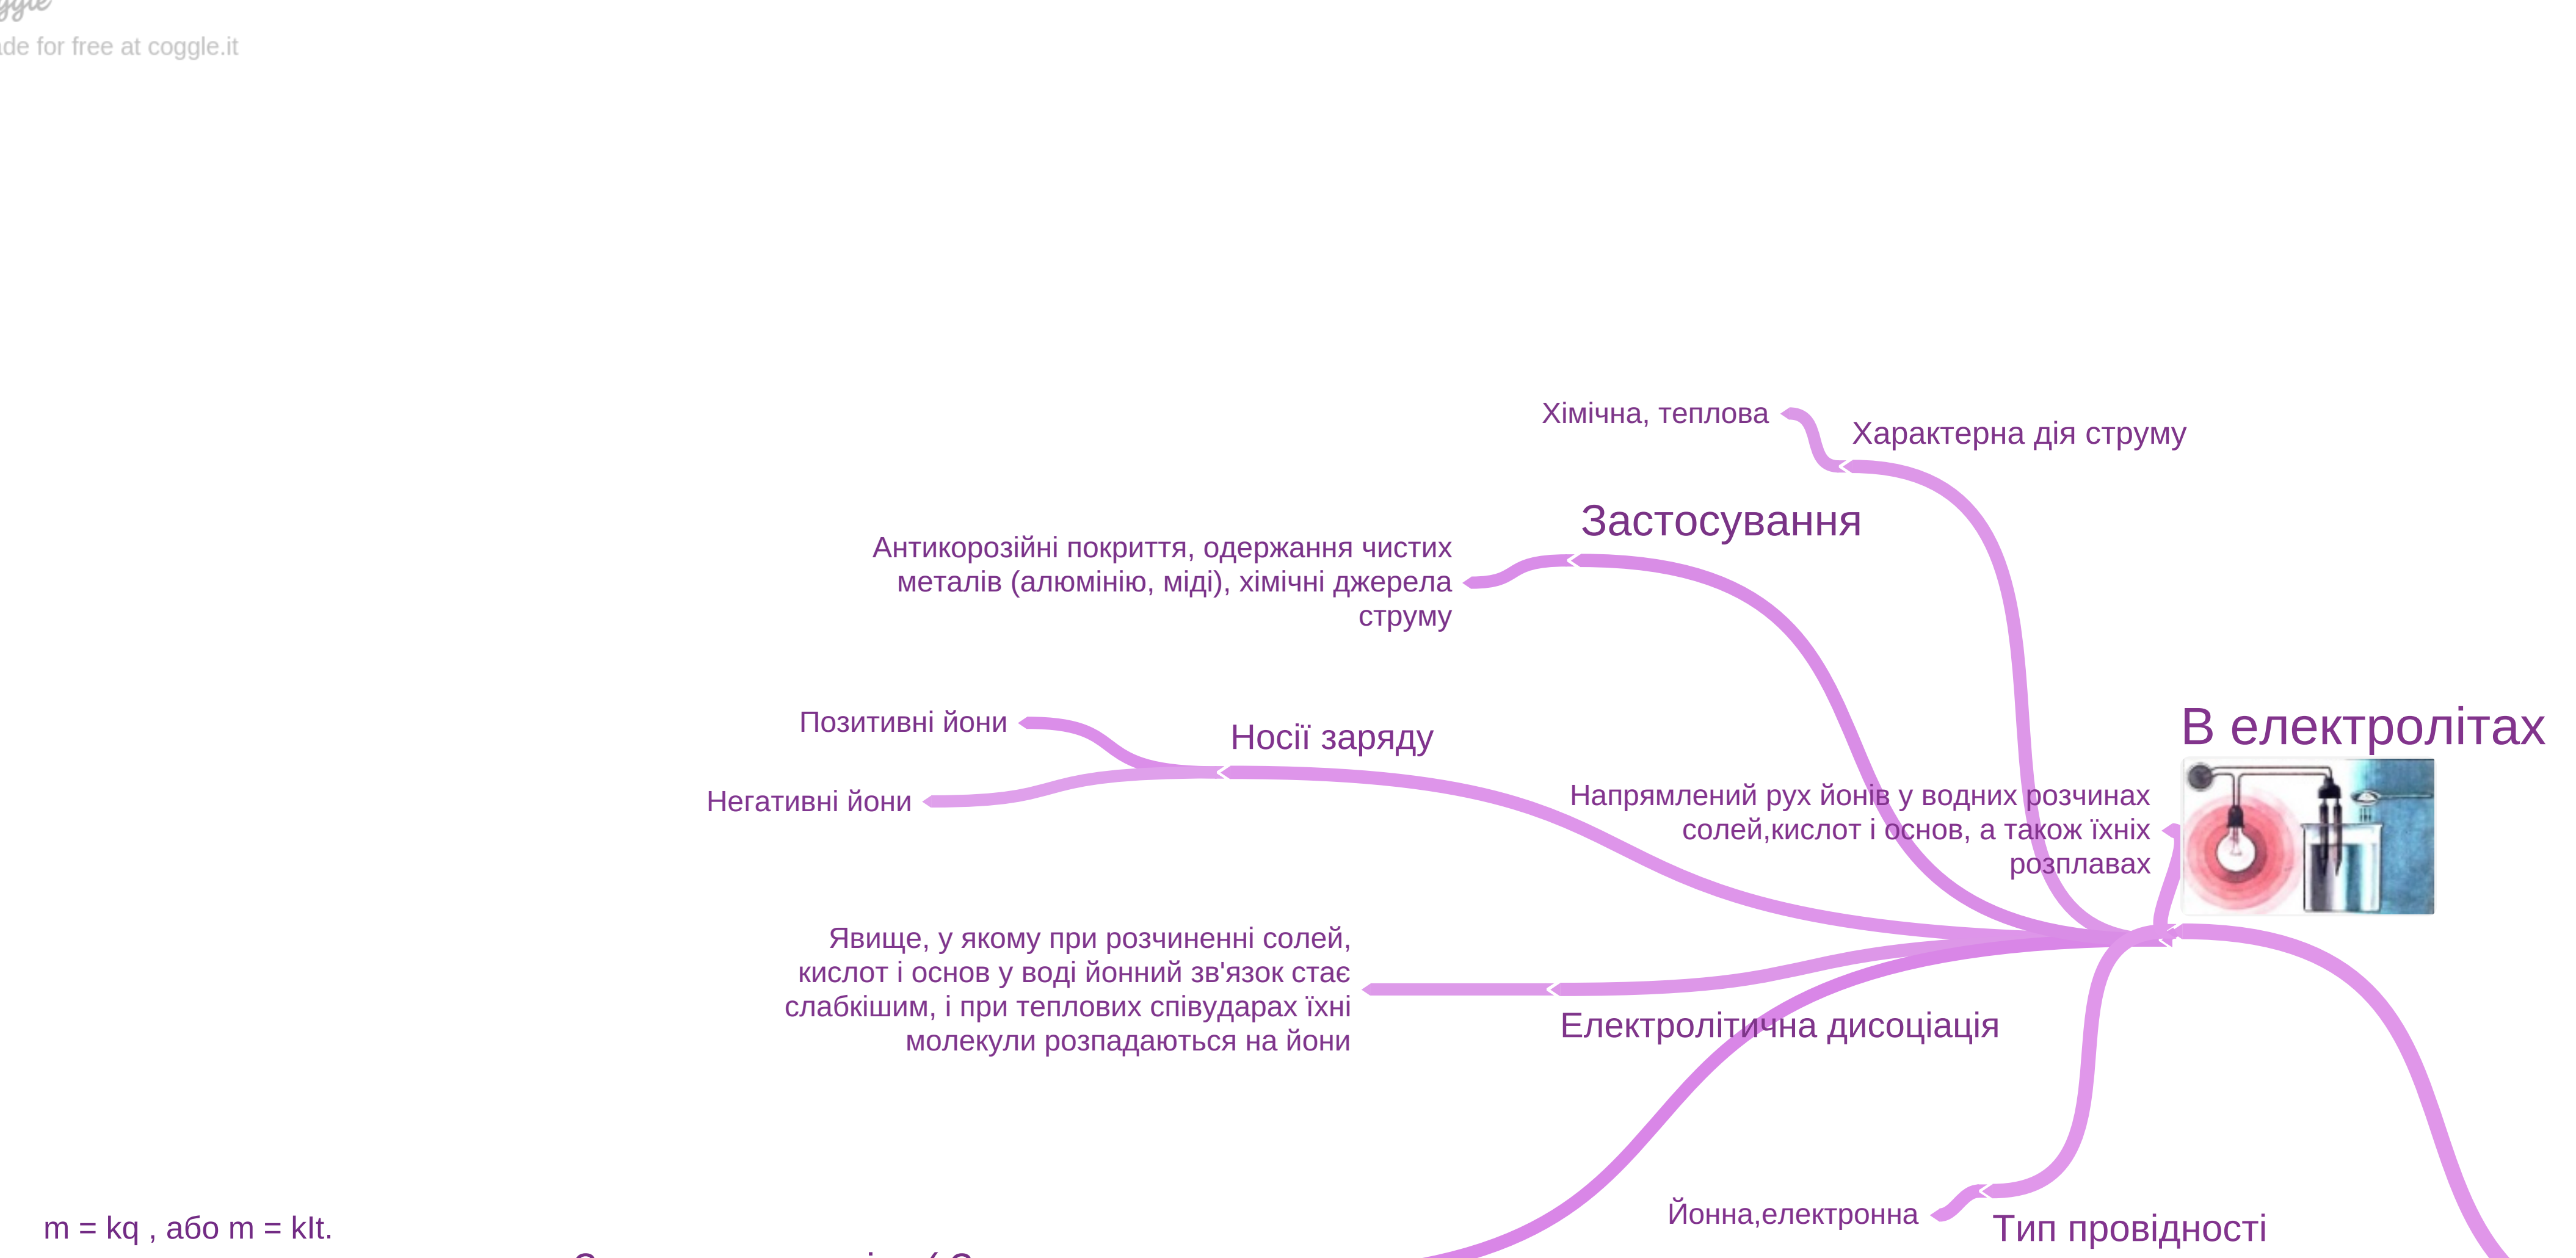 ade for free at coggle.it
Хімічна, теплова
Характерна дія струму
Застосування
Антикорозійні покриття, одержання чистих
металів (алюмінію, міді), хімічні джерела
струму
Позитивні йони
Носії заряду
Негативні йони
В електролітах
Напрямлений рух йонів у водних розчинах
солей,кислот і основ, а також їхніх
розплавах
Явище, у якому при розчиненні солей,
кислот і основ у воді йонний зв'язок стає
слабкішим, і при теплових співударах їхні
молекули розпадаються на йони
Електролітична дисоціація
Йонна,електронна
Тип провідності
m = kq , або m = kIt.